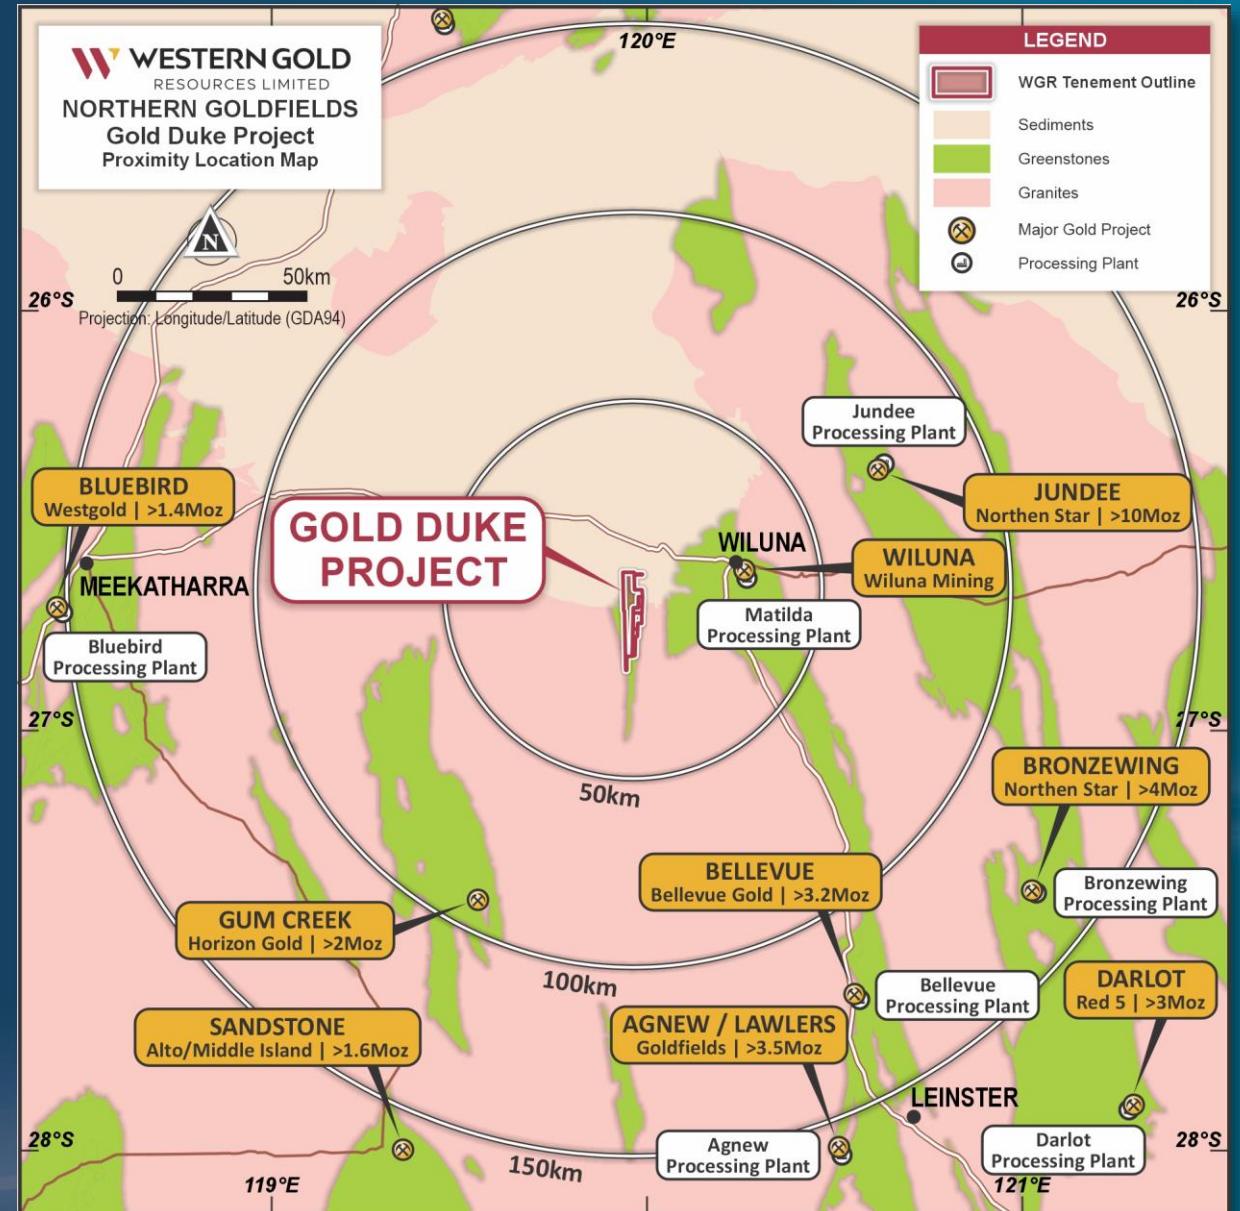 WESTERN GOLD
RESOURCES LIMITED
NORTHERN GOLDFIELDS
Gold Duke Project
Proximity Location Map
N
0 50km
Projection: Longitude/Latitude (GDA94)
120°E
LEGEND
WGR Tenement Outline
Sediments
Greenstones
Granites
Major Gold Project
Processing Plant
26°S
26°S
Jundee
Processing Plant
BLUEBIRD
Westgold | >1.4Moz
JUNDEE
Northen Star | >10Moz
GOLD DUKE
PROJECT
WILUNA
WILUNA
Wiluna Mining
MEEKATHARRA
Matilda
Processing Plant
Bluebird
Processing Plant
27°S
27°S
50km
BRONZEWING
Northen Star | >4Moz
BELLEVUE
Bellevue Gold | >3.2Moz
Bronzewing
Processing Plant
GUM CREEK
Horizon Gold | >2Moz
100km
Bellevue
Processing Plant
DARLOT
Red 5 | >3Moz
SANDSTONE
Alto/Middle Island | >1.6Moz
AGNEW / LAWLERS
Goldfields | >3.5Moz
LEINSTER
28°S
28°S
Agnew
Processing Plant
Darlot
Processing Plant
150km
119°E
121°E